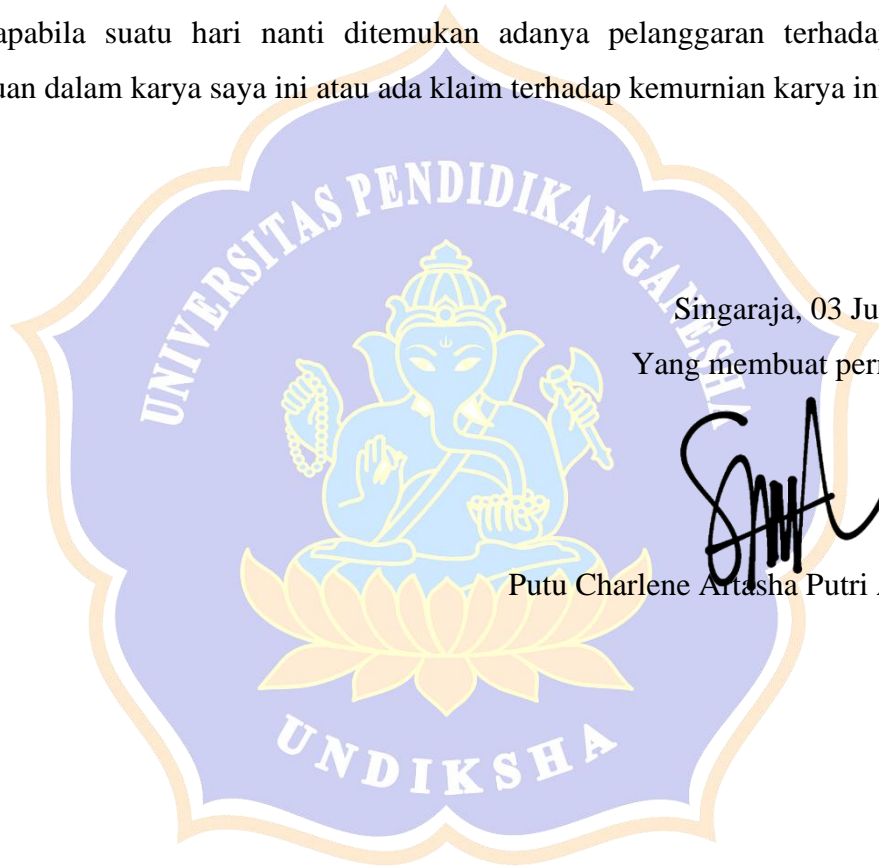 apabila suatu hari nanti ditemukan adanya pelanggaran terhadap
uan dalam karya saya ini atau ada klaim terhadap kemurnian karya ini
UNIVERSITAS PENDIDIKAN GANESHA
Singaraja, 03 Ju
Yang membuat per
Putu Charlene Artasha Putri
UNDIKSHA